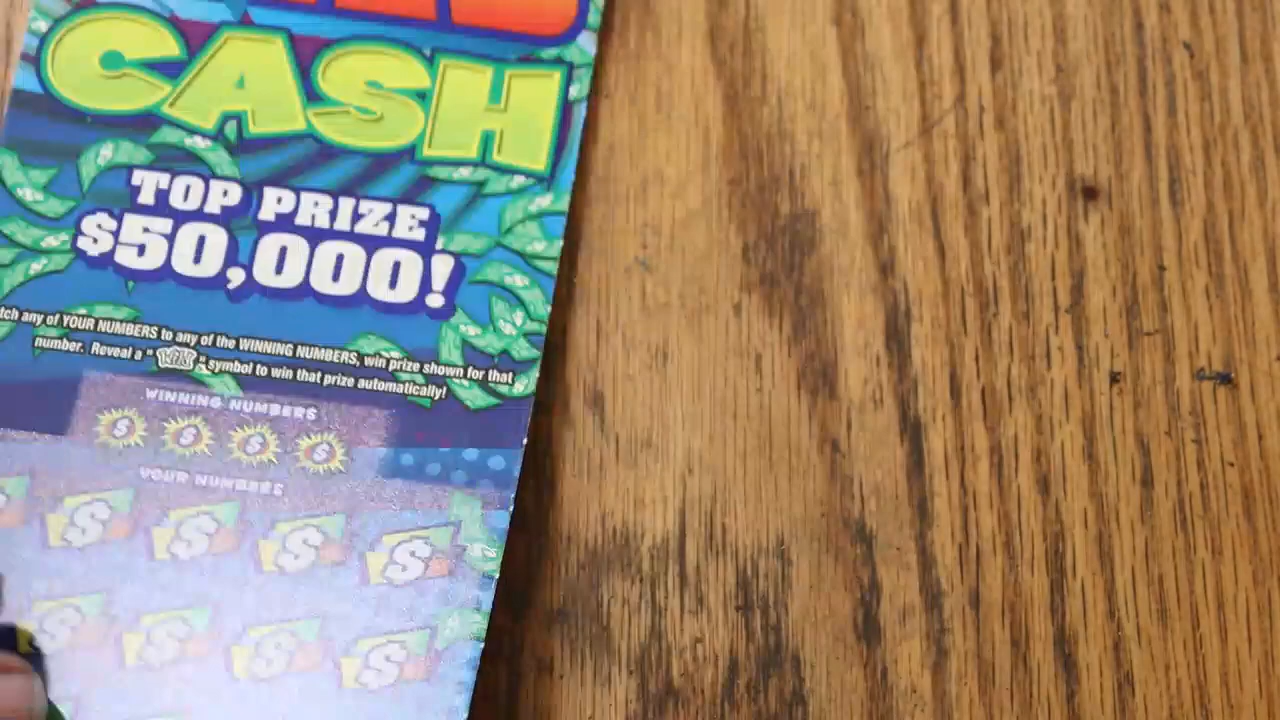 CASH
TOP PRIZE
$50,000!
any of YOUR NUMBERS to any of the WINNING NUMBERS, win prize shown for that
number. Reveal a "WIN" symbol to win that prize automatically!
WINNING NUMBERS
$ $ $ $
YOUR NUMBERS
$ $ $ $
$ $ $ $